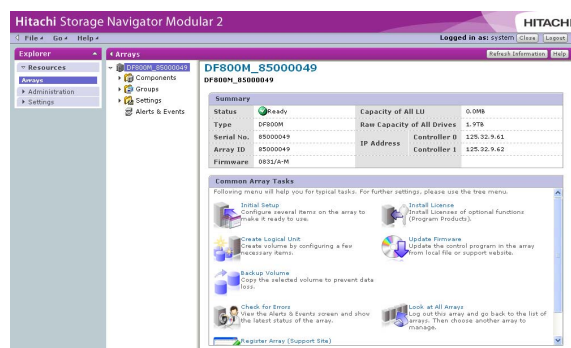 Hitachi Storage Navigator Modular 2
HITACHI
File Go Help
Logged in as: system Close Logout
Explorer
Arrays
Refresh Information Help
Resources
Arrays
Administration
Settings
DF800M_85000049
Components
Groups
Settings
Alerts & Events
DF800M_85000049
DF800M_85000049
Summary
Status Ready Capacity of All LU 0.0MB
Type DF800M Raw Capacity of All Drives 1.9TB
Serial No. 85000049 IP Address Controller 0 125.32.9.61
Array ID 85000049 Controller 1 125.32.9.62
Firmware 0831/A-M
Common Array Tasks
Following menu will help you for typical tasks. For further settings, please use the tree menu.
Initial Setup
Configure several items on the array to
make it ready to use.
Install License
Install Licenses of optional functions
(Program Products).
Create Logical Unit
Create volume by configuring a few
necessary items.
Update Firmware
Update the control program in the array
from local file or support website.
Backup Volume
Copy the selected volume to prevent data
loss.
Check for Errors
View the Alerts & Events screen and show
the latest status of the array.
Look at All Arrays
Log out this array and go back to the list of
arrays. Then choose another array to
manage.
Register Array (Support Site)